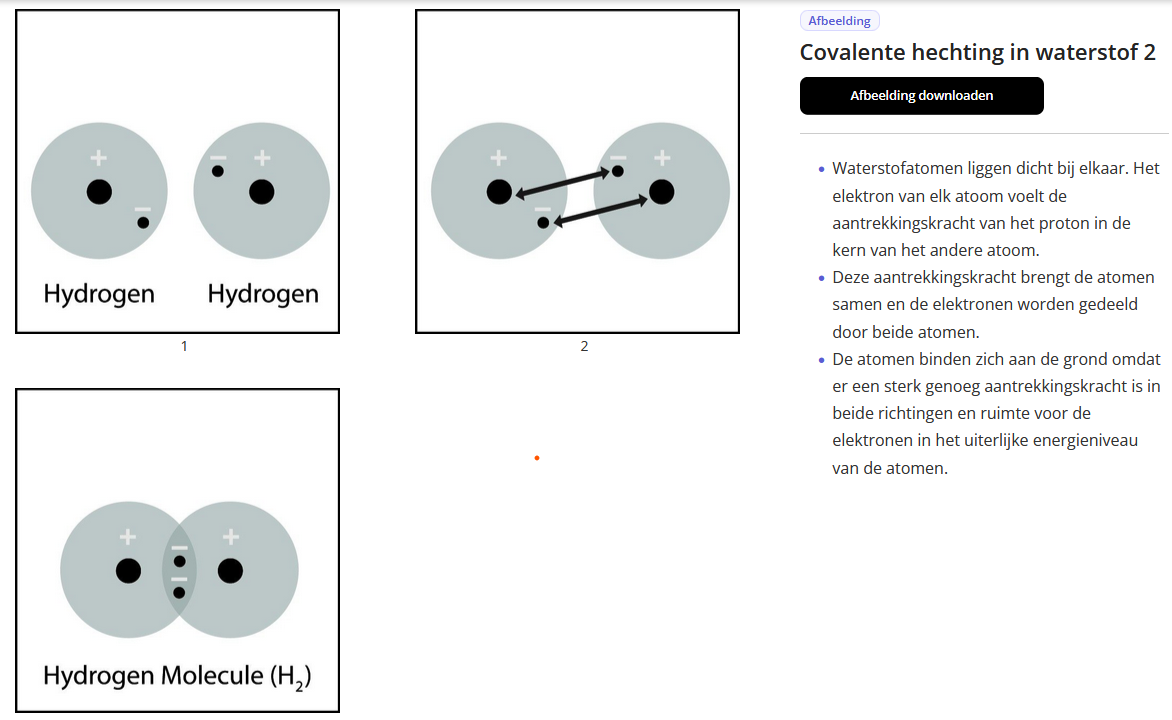 +
−
−
+
Hydrogen
Hydrogen
1
+
−
−
+
2
+
−
−
+
Hydrogen Molecule (H₂)
Afbeelding
Covalente hechting in waterstof 2
Afbeelding downloaden
• Waterstofatomen liggen dicht bij elkaar. Het
elektron van elk atoom voelt de
aantrekkingskracht van het proton in de
kern van het andere atoom.
• Deze aantrekkingskracht brengt de atomen
samen en de elektronen worden gedeeld
door beide atomen.
• De atomen binden zich aan de grond omdat
er een sterk genoeg aantrekkingskracht is in
beide richtingen en ruimte voor de
elektronen in het uiterlijke energieniveau
van de atomen.